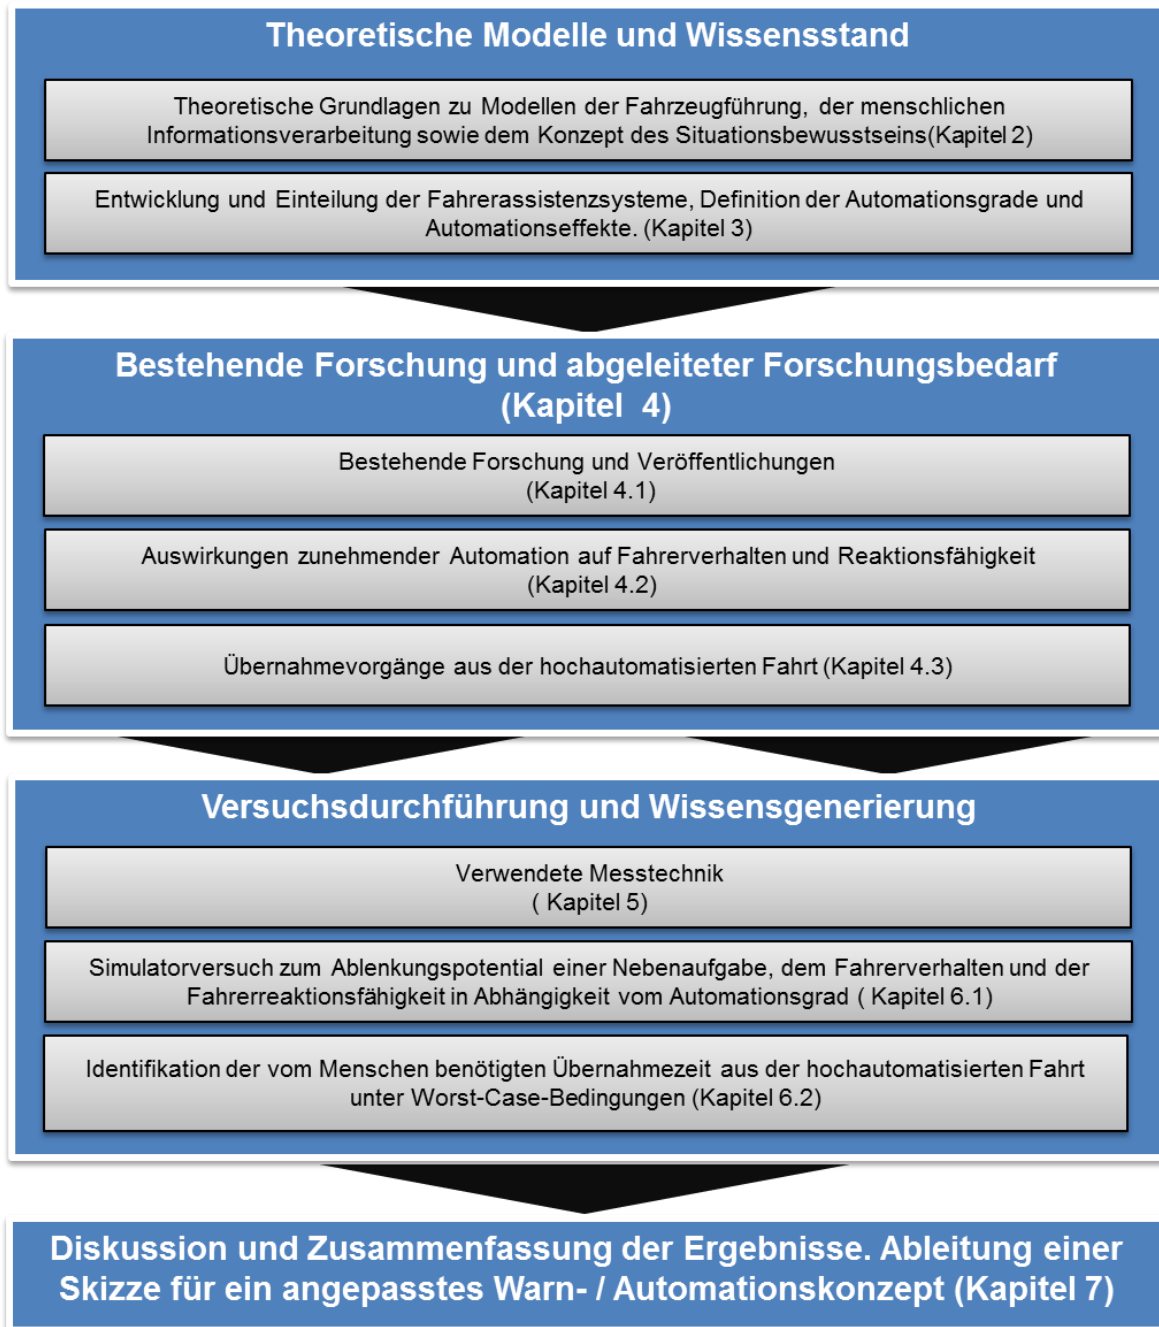 Theoretische Modelle und Wissensstand
Theoretische Grundlagen zu Modellen der Fahrzeugführung, der menschlichen
Informationsverarbeitung sowie dem Konzept des Situationsbewusstseins(Kapitel 2)
Entwicklung und Einteilung der Fahrerassistenzsysteme, Definition der Automationsgrade und
Automationseffekte. (Kapitel 3)
Bestehende Forschung und abgeleiteter Forschungsbedarf
(Kapitel 4)
Bestehende Forschung und Veröffentlichungen
(Kapitel 4.1)
Auswirkungen zunehmender Automation auf Fahrerverhalten und Reaktionsfähigkeit
(Kapitel 4.2)
Übernahmevorgänge aus der hochautomatisierten Fahrt (Kapitel 4.3)
Versuchsdurchführung und Wissensgenerierung
Verwendete Messtechnik
( Kapitel 5)
Simulatorversuch zum Ablenkungspotential einer Nebenaufgabe, dem Fahrerverhalten und der
Fahrerreaktionsfähigkeit in Abhängigkeit vom Automationsgrad ( Kapitel 6.1)
Identifikation der vom Menschen benötigten Übernahmezeit aus der hochautomatisierten Fahrt
unter Worst-Case-Bedingungen (Kapitel 6.2)
Diskussion und Zusammenfassung der Ergebnisse. Ableitung einer
Skizze für ein angepasstes Warn- / Automationskonzept (Kapitel 7)